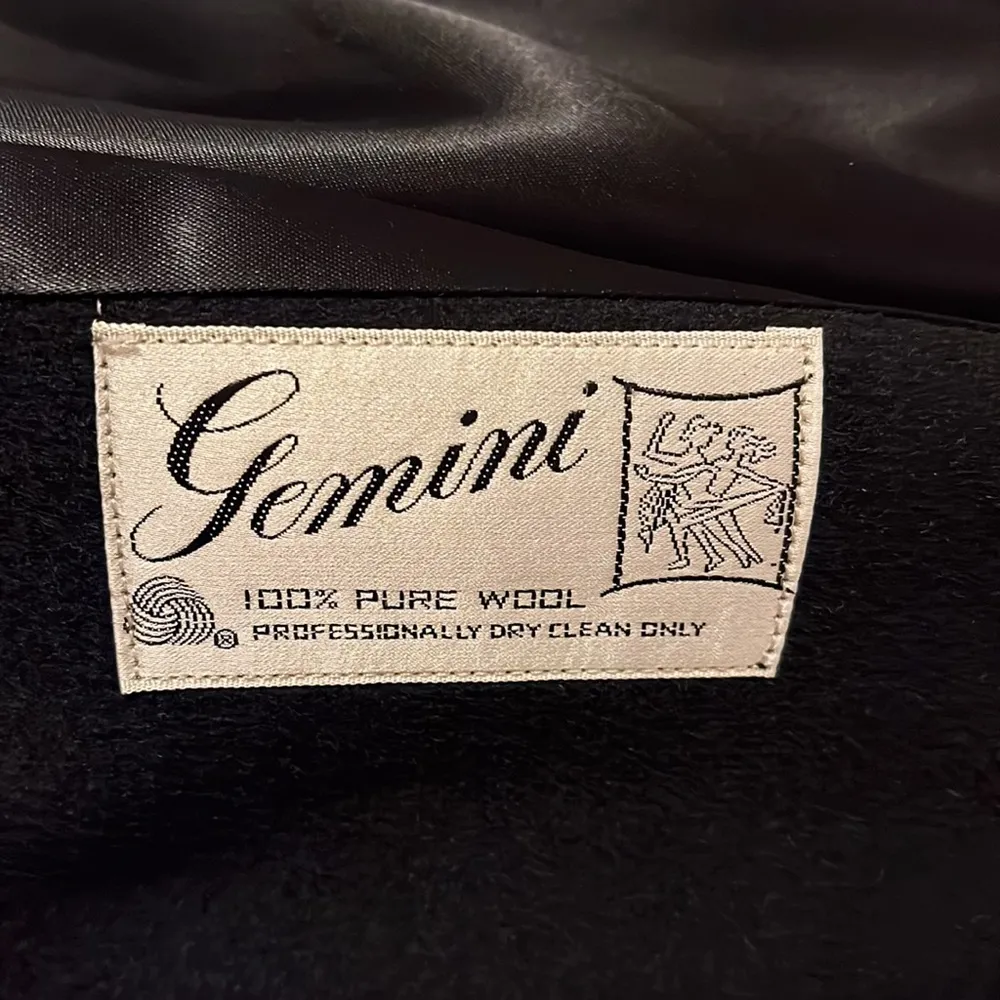 Gemini
100% PURE WOOL
® PROFESSIONALLY DRY CLEAN ONLY